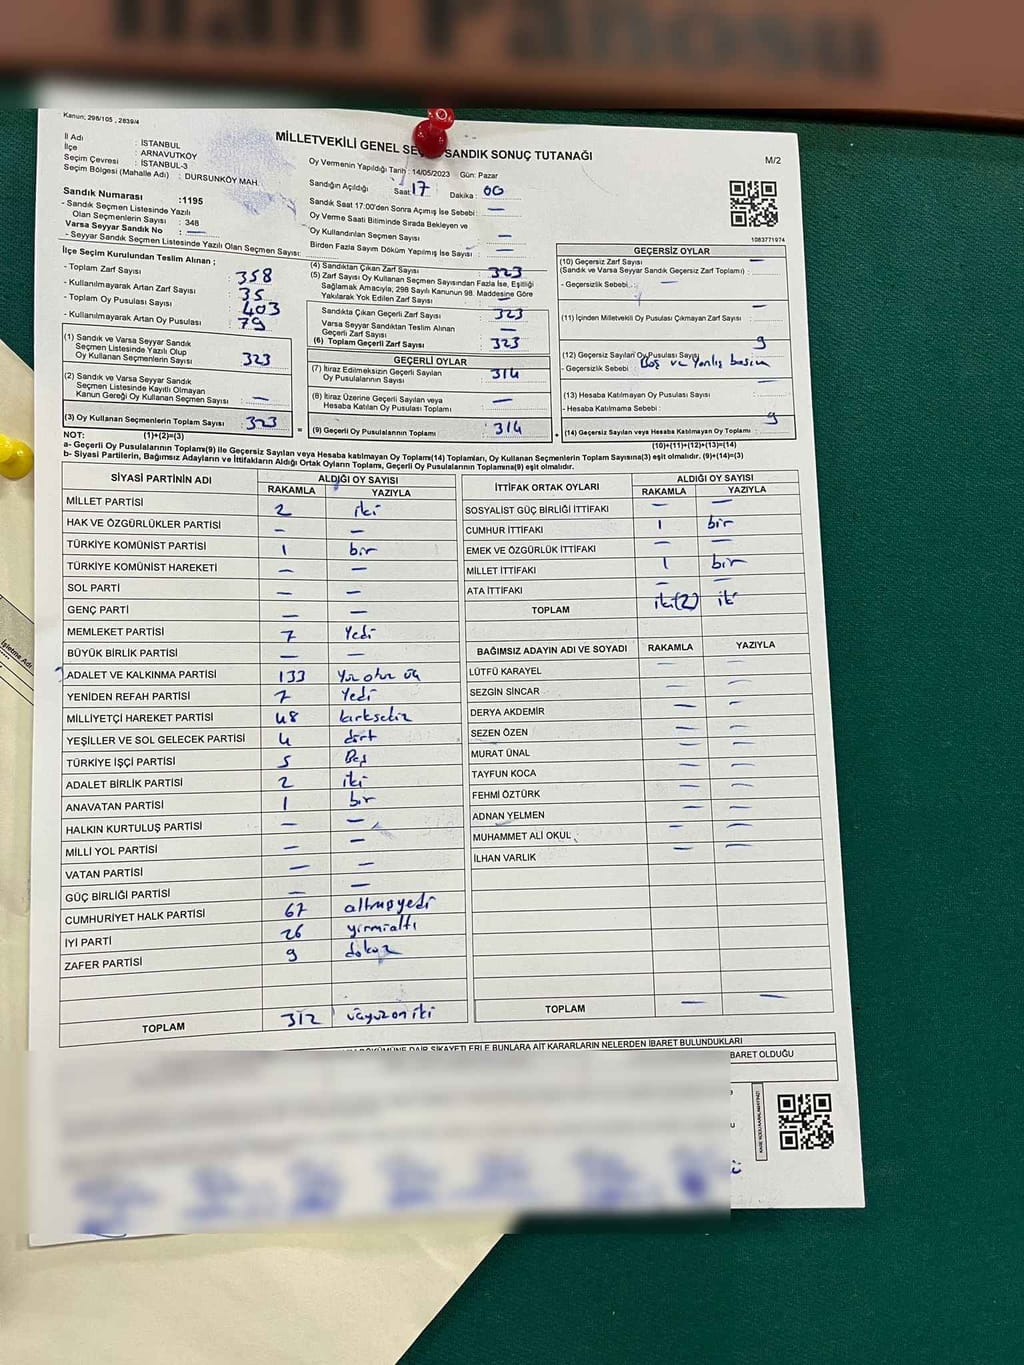 İlan Panosu
Kanun; 298/105 , 2839/4
MİLLETVEKİLİ GENEL SANDIK SONUÇ TUTANAĞI
M/2
İl Adı : İSTANBUL
İlçe : ARNAVUTKÖY
Seçim Çevresi : İSTANBUL-3
Seçim Bölgesi (Mahalle Adı) : DURSUNKÖY MAH.
Oy Vermenin Yapıldığı Tarih : 14/05/2023 Gün: Pazar
Sandığın Açıldığı Saat 17 Dakika : 00
Sandık Saat 17:00'den Sonra Açımış İse Sebebi : —
Oy Verme Saati Bitiminde Sırada Bekleyen ve
Oy Kullandırılan Seçmen Sayısı : —
Birden Fazla Sayım Döküm Yapılmış İse Sayısı : —
1083771974
Sandık Numarası :1195
- Sandık Seçmen Listesinde Yazılı
Olan Seçmenlerin Sayısı : 348
Varsa Seyyar Sandık No : —
- Seyyar Sandık Seçmen Listesinde Yazılı Olan Seçmen Sayısı:
İlçe Seçim Kurulundan Teslim Alınan ;
- Toplam Zarf Sayısı : 358
- Kullanılmayarak Artan Zarf Sayısı : 35
- Toplam Oy Pusulası Sayısı : 403
- Kullanılmayarak Artan Oy Pusulası : 79
(1) Sandık ve Varsa Seyyar Sandık
Seçmen Listesinde Yazılı Olup
Oy Kullanan Seçmenlerin Sayısı : 323
(2) Sandık ve Varsa Seyyar Sandık
Seçmen Listesinde Kayıtlı Olmayan
Kanun Gereği Oy Kullanan Seçmen Sayısı : —
(3) Oy Kullanan Seçmenlerin Toplam Sayısı : 323
(1)+(2)=(3)
(4) Sandıktan Çıkan Zarf Sayısı : 323
(5) Zarf Sayısı Oy Kullanan Seçmen Sayısından Fazla İse, Eşitliği
Sağlamak Amacıyla, 298 Sayılı Kanunun 98. Maddesine Göre
Yakılarak Yok Edilen Zarf Sayısı : —
Sandıkta Çıkan Geçerli Zarf Sayısı : 323
Varsa Seyyar Sandıktan Teslim Alınan
Geçerli Zarf Sayısı : —
(6) Toplam Geçerli Zarf Sayısı : 323
GEÇERLİ OYLAR
(7) İtiraz Edilmeksizin Geçerli Sayılan
Oy Pusulalarının Sayısı : 314
(8) İtiraz Üzerine Geçerli Sayılan veya
Hesaba Katılan Oy Pusulası Toplamı : —
= (9) Geçerli Oy Pusulalarının Toplamı : 314
GEÇERSİZ OYLAR
(10) Geçersiz Zarf Sayısı —
(Sandık ve Varsa Seyyar Sandık Geçersiz Zarf Toplamı) :
- Geçersizlik Sebebi : —
(11) İçinden Milletvekili Oy Pusulası Çıkmayan Zarf Sayısı : —
(12) Geçersiz Sayılan Oy Pusulası Sayısı : 9
- Geçersizlik Sebebi : Boş ve Yanlış basım
(13) Hesaba Katılmayan Oy Pusulası Sayısı : —
- Hesaba Katılmama Sebebi :
+ (14) Geçersiz Sayılan veya Hesaba Katılmayan Oy Toplamı : 9
(10)+(11)+(12)+(13)=(14)
NOT:
a- Geçerli Oy Pusulalarının Toplamı(9) ile Geçersiz Sayılan veya Hesaba katılmayan Oy Toplamı(14) Toplamları, Oy Kullanan Seçmenlerin Toplam Sayısına(3) eşit olmalıdır. (9)+(14)=(3)
b- Siyasi Partilerin, Bağımsız Adayların ve İttifakların Aldığı Ortak Oyların Toplamı, Geçerli Oy Pusulalarının Toplamına(9) eşit olmalıdır.
SİYASİ PARTİNİN ADI ALDIĞI OY SAYISI
RAKAMLA YAZIYLA
MİLLET PARTİSİ 2 iki
HAK VE ÖZGÜRLÜKLER PARTİSİ — —
TÜRKİYE KOMÜNİST PARTİSİ 1 bir
TÜRKİYE KOMÜNİST HAREKETİ — —
SOL PARTİ — —
GENÇ PARTİ — —
MEMLEKET PARTİSİ 7 Yedi
BÜYÜK BİRLİK PARTİSİ — —
ADALET VE KALKINMA PARTİSİ 133 Yüz otuz üç
YENİDEN REFAH PARTİSİ 7 Yedi
MİLLİYETÇİ HAREKET PARTİSİ 48 kırksekiz
YEŞİLLER VE SOL GELECEK PARTİSİ 4 dört
TÜRKİYE İŞÇİ PARTİSİ 5 Beş
ADALET BİRLİK PARTİSİ 2 iki
ANAVATAN PARTİSİ 1 bir
HALKIN KURTULUŞ PARTİSİ — —
MİLLİ YOL PARTİSİ — —
VATAN PARTİSİ — —
GÜÇ BİRLİĞİ PARTİSİ — —
CUMHURİYET HALK PARTİSİ 67 altmışyedi
İYİ PARTİ 26 yirmialtı
ZAFER PARTİSİ 9 dokuz
TOPLAM 312 üçyüzoniki
İTTİFAK ORTAK OYLARI ALDIĞI OY SAYISI
RAKAMLA YAZIYLA
SOSYALİST GÜÇ BİRLİĞİ İTTİFAKI — —
CUMHUR İTTİFAKI 1 bir
EMEK VE ÖZGÜRLÜK İTTİFAKI — —
MİLLET İTTİFAKI 1 bir
ATA İTTİFAKI — —
TOPLAM iki(2) iki
BAĞIMSIZ ADAYIN ADI VE SOYADI RAKAMLA YAZIYLA
LÜTFÜ KARAYEL — —
SEZGİN SİNCAR — —
DERYA AKDEMİR — —
SEZEN ÖZEN — —
MURAT ÜNAL — —
TAYFUN KOCA — —
FEHMİ ÖZTÜRK — —
ADNAN YELMEN — —
MUHAMMET ALİ OKUL — —
İLHAN VARLIK — —
TOPLAM — —
DAİR ŞİKAYETLERLE BUNLARA AİT KARARLARIN NELERDEN İBARET BULUNDUKLARI
BARET OLDUĞU
İşletme Adı